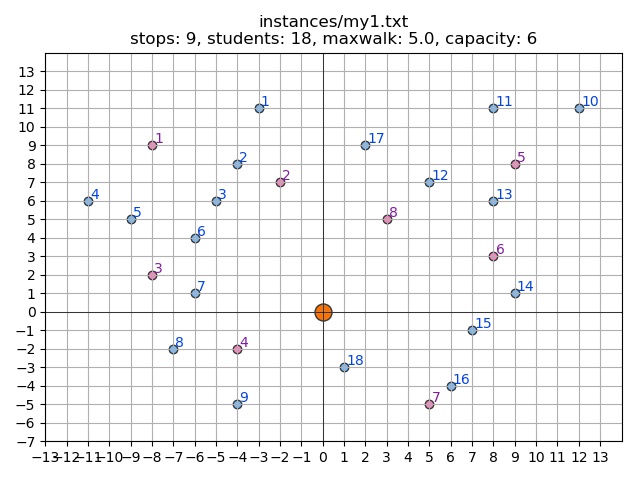 instances/my1.txt
stops: 9, students: 18, maxwalk: 5.0, capacity: 6
13
12
11 1 11 10
10
9 1 17
8 2 5
7 2 12
6 4 3 13
5 5 8
4 6
3 6
2 3
1 7 14
0
−1 15
−2 8 4
−3 18
−4 16
−5 9 7
−6
−7
−13−12−11−10−9 −8 −7 −6 −5 −4 −3 −2 −1 0 1 2 3 4 5 6 7 8 9 10 11 12 13